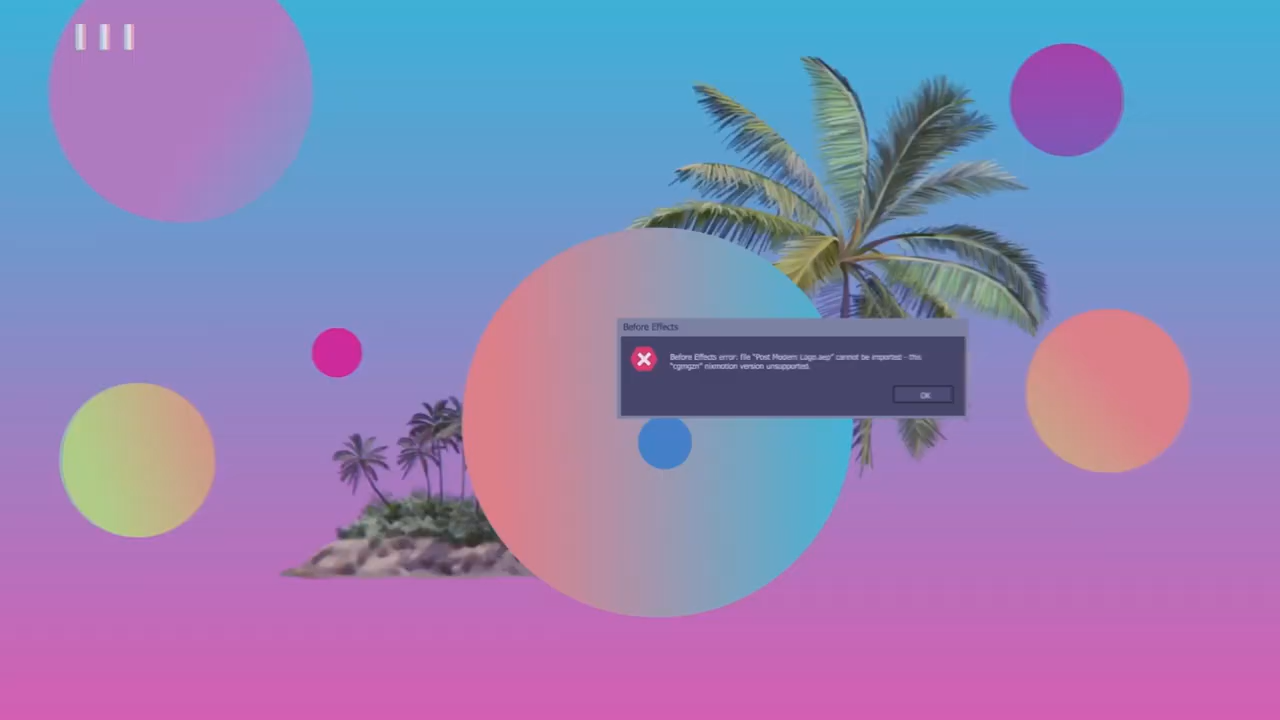 Before Effects
Before Effects error: file "Post Modern Logo.aep" cannot be imported - this
"cgmgzn" nixmotion version unsupported.
OK